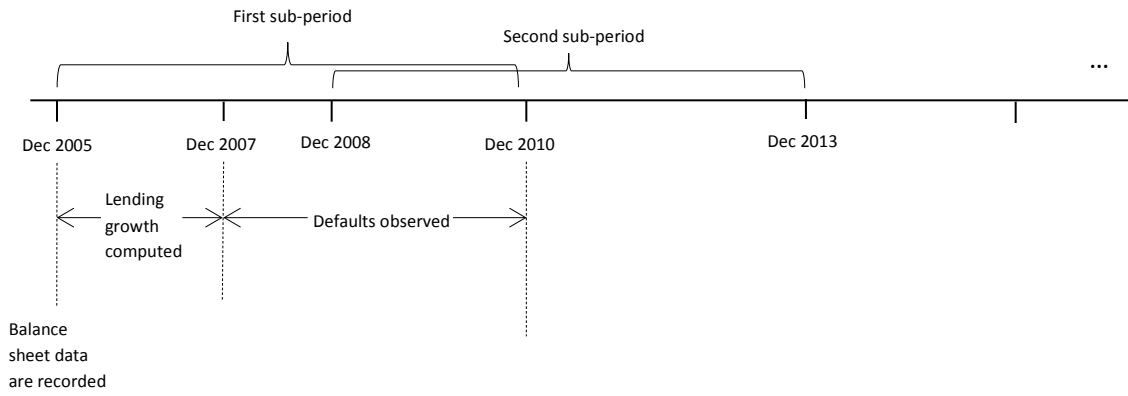 First sub-period
Second sub-period
...
Dec 2005
Dec 2007
Dec 2008
Dec 2010
Dec 2013
Lending
growth
computed
Defaults observed
Balance
sheet data
are recorded